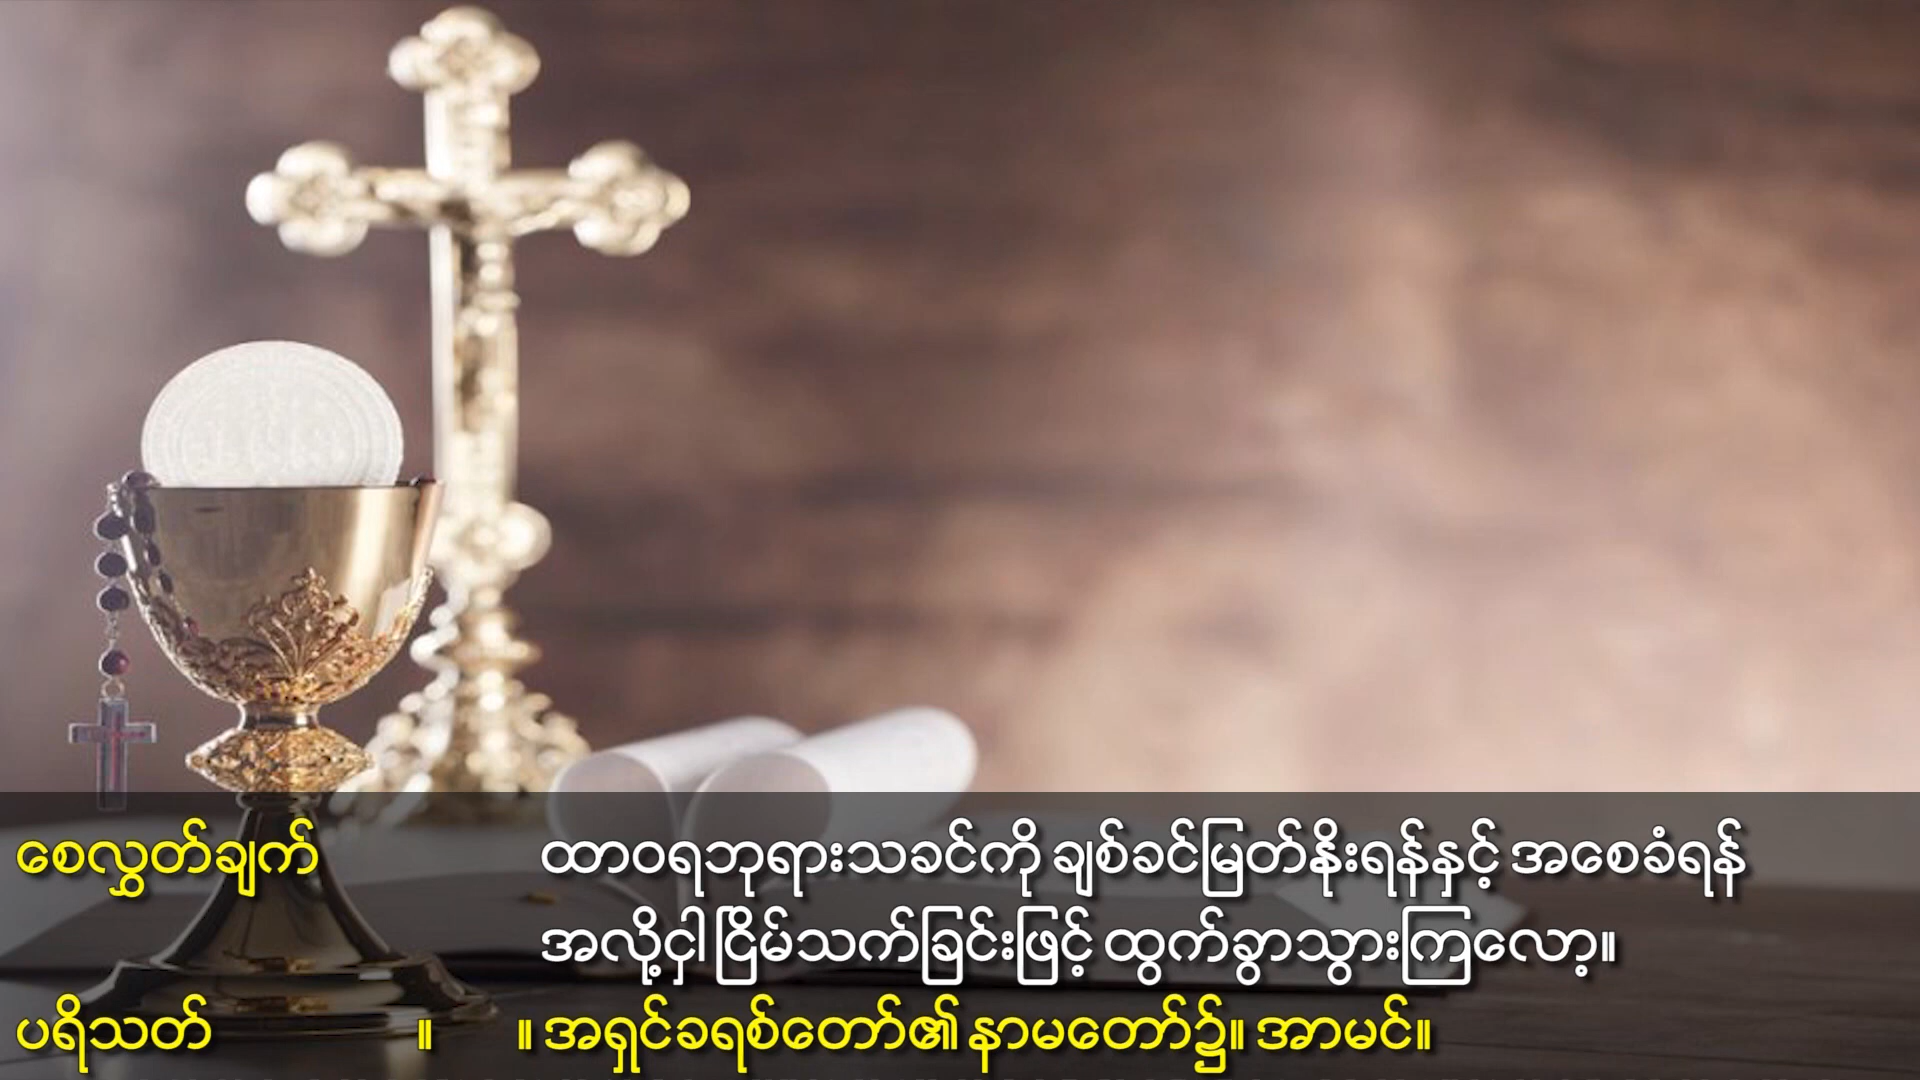 စေလွှတ်ချက် ထာဝရဘုရားသခင်ကို ချစ်ခင်မြတ်နိုးရန်နှင့် အစေခံရန်
အလို့ငှါ ငြိမ်သက်ခြင်းဖြင့် ထွက်ခွာသွားကြလော့။
ပရိသတ် ။ ။ အရှင်ခရစ်တော်၏ နာမတော်၌။ အာမင်။